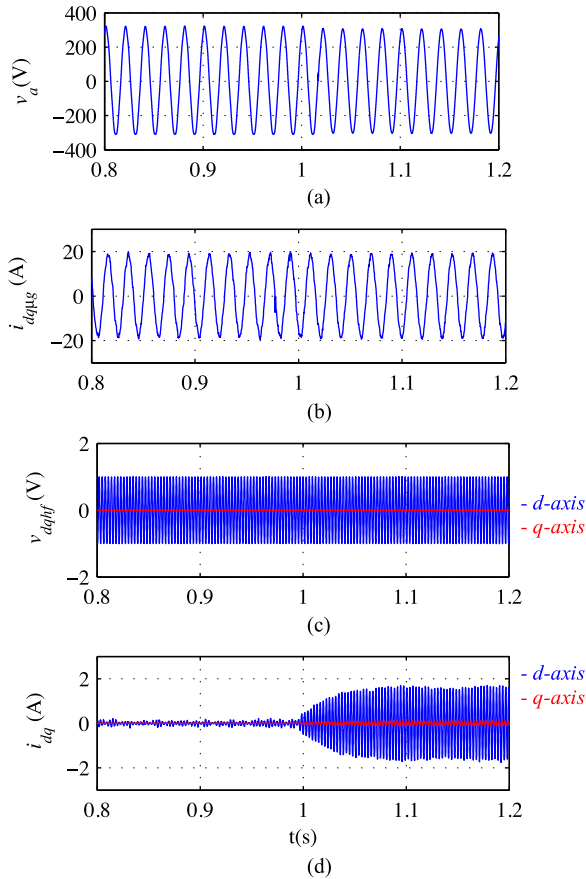 400
200
0
−200
−400
v_a(V)
0.8 0.9 1 1.1 1.2
(a)
20
0
−20
i_dqμg (A)
0.8 0.9 1 1.1 1.2
(b)
2
0
−2
v_dqhf(V)
- d-axis
- q-axis
0.8 0.9 1 1.1 1.2
(c)
2
0
−2
i_dq (A)
- d-axis
- q-axis
0.8 0.9 1 1.1 1.2
t(s)
(d)